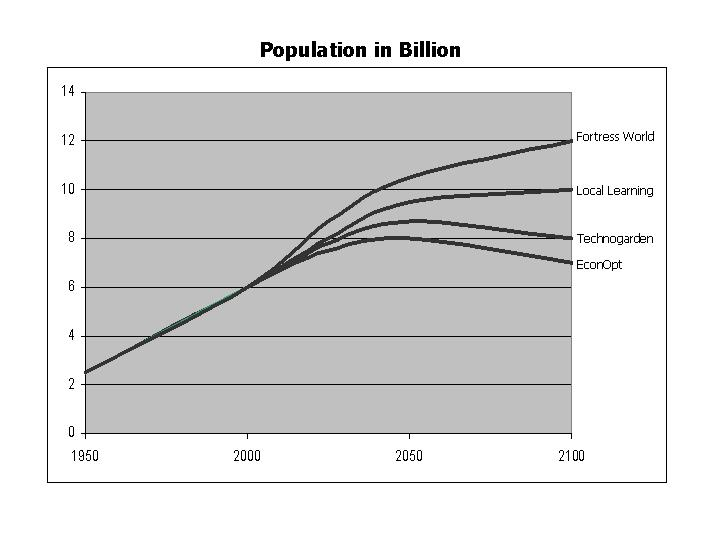 Population in Billion
14
12
10
8
6
4
2
0
Fortress World
Local Learning
Technogarden
EconOpt
1950
2000
2050
2100